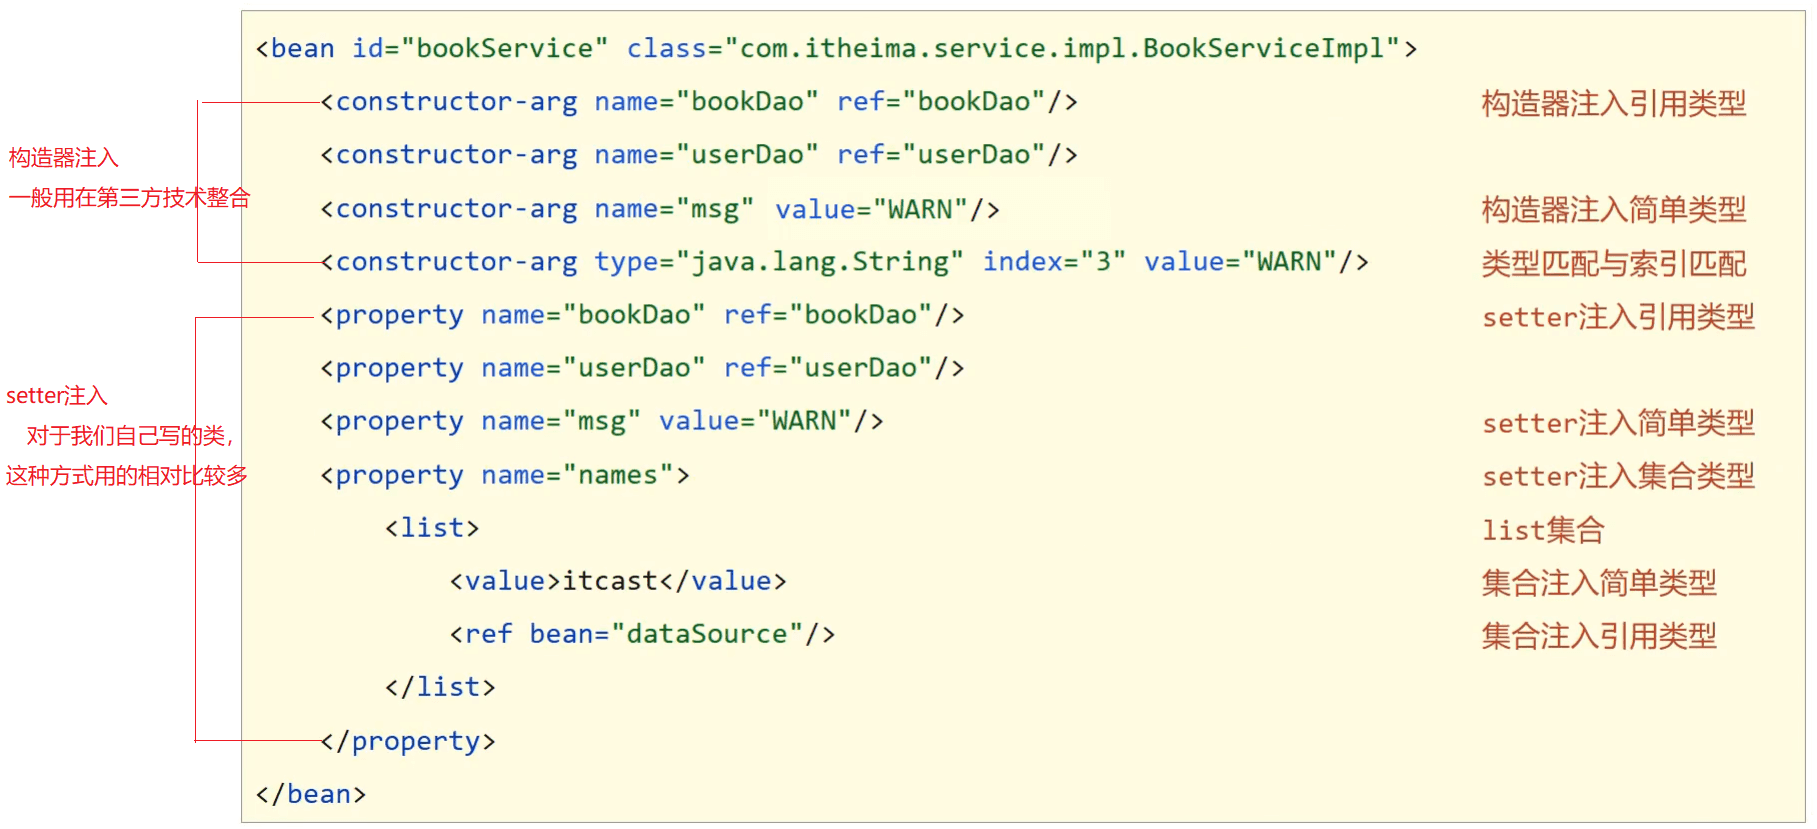 <bean id="bookService" class="com.itheima.service.impl.BookServiceImpl">
<constructor-arg name="bookDao" ref="bookDao"/> 构造器注入引用类型
<constructor-arg name="userDao" ref="userDao"/>
构造器注入
一般用在第三方技术整合
<constructor-arg name="msg" value="WARN"/> 构造器注入简单类型
<constructor-arg type="java.lang.String" index="3" value="WARN"/> 类型匹配与索引匹配
<property name="bookDao" ref="bookDao"/> setter注入引用类型
<property name="userDao" ref="userDao"/>
setter注入
对于我们自己写的类，
这种方式用的相对比较多
<property name="msg" value="WARN"/> setter注入简单类型
<property name="names"> setter注入集合类型
<list> list集合
<value>itcast</value> 集合注入简单类型
<ref bean="dataSource"/> 集合注入引用类型
</list>
</property>
</bean>